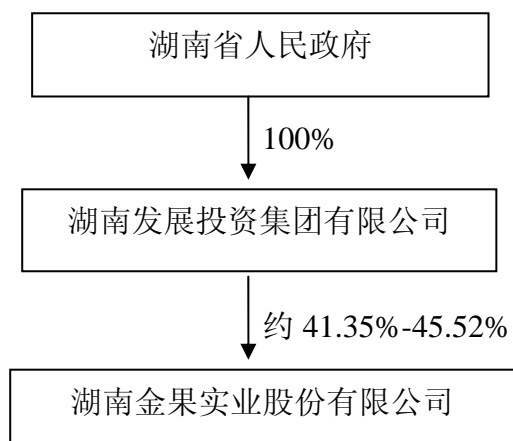 湖南省人民政府
100%
湖南发展投资集团有限公司
约 41.35%-45.52%
湖南金果实业股份有限公司